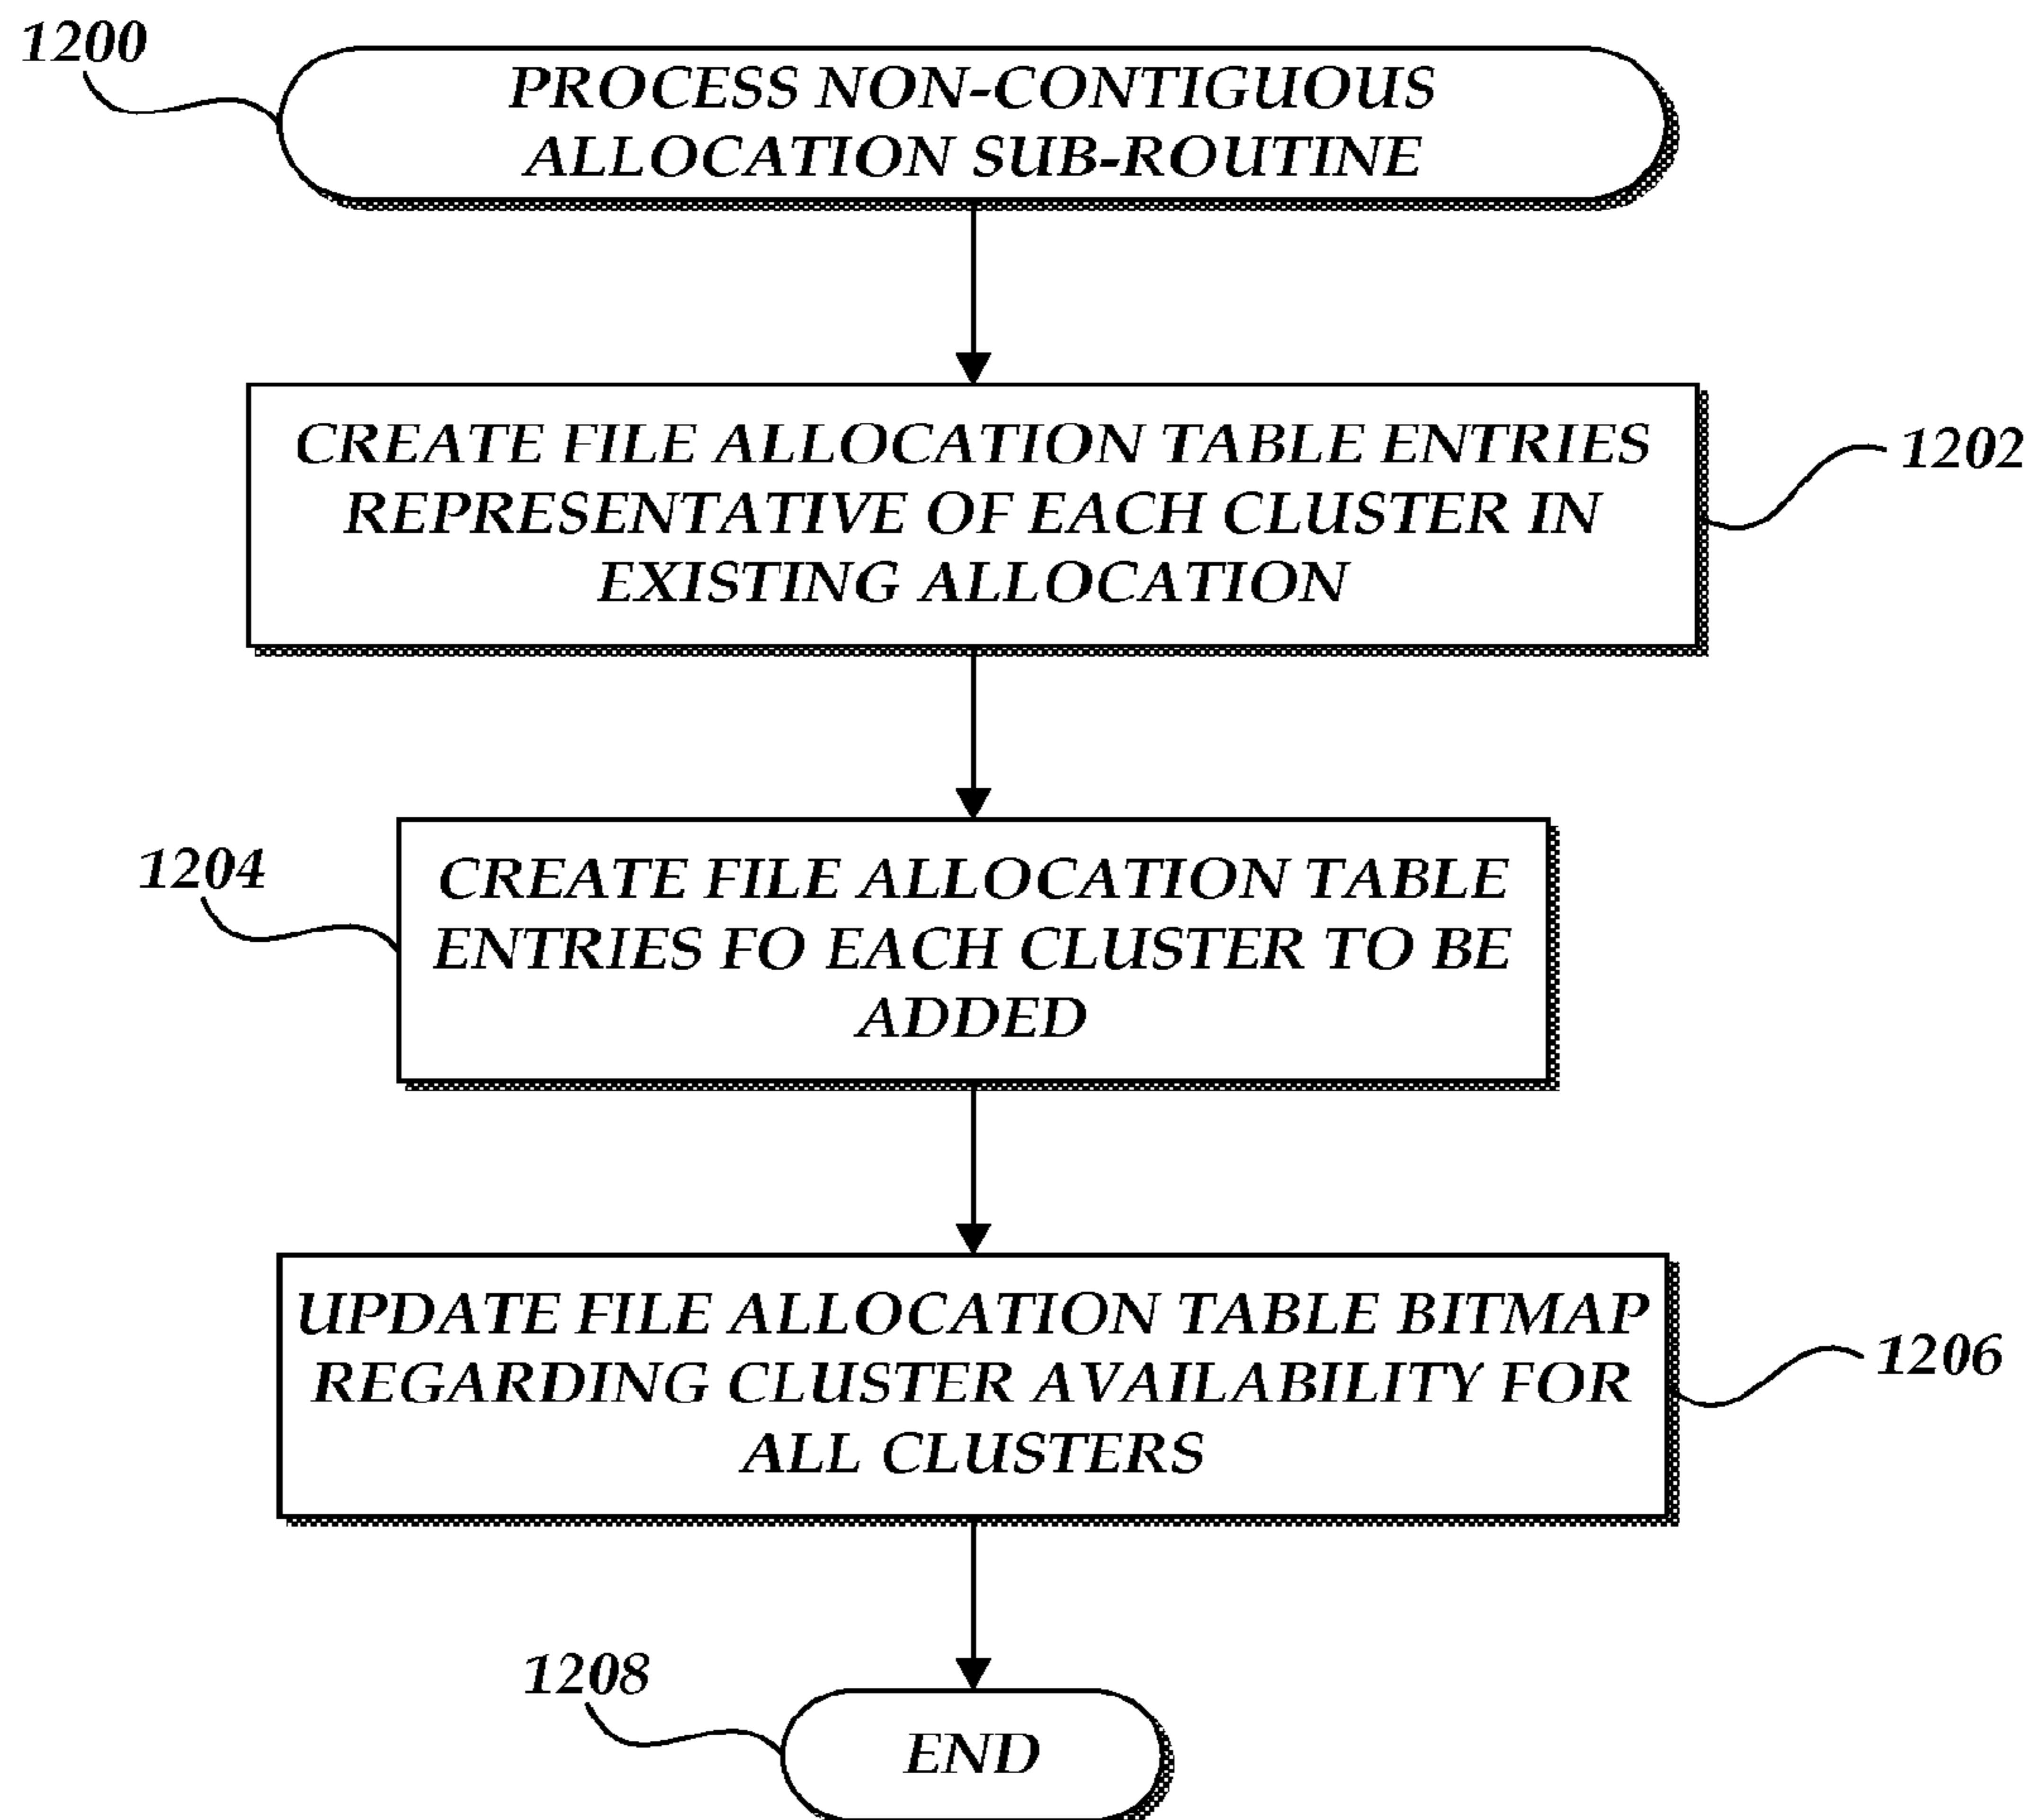 1200
PROCESS NON-CONTIGUOUS
ALLOCATION SUB-ROUTINE
CREATE FILE ALLOCATION TABLE ENTRIES
REPRESENTATIVE OF EACH CLUSTER IN
EXISTING ALLOCATION
1202
1204
CREATE FILE ALLOCATION TABLE
ENTRIES FO EACH CLUSTER TO BE
ADDED
UPDATE FILE ALLOCATION TABLE BITMAP
REGARDING CLUSTER AVAILABILITY FOR
ALL CLUSTERS
1206
1208
END